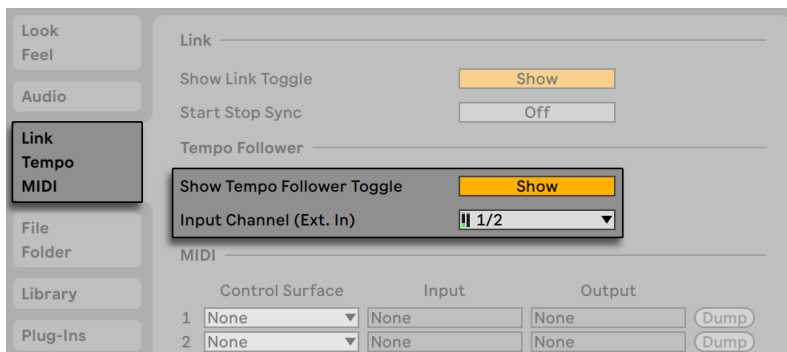 Look
Feel
Audio
Link
Tempo
MIDI
File
Folder
Library
Plug-Ins
Link
Show Link Toggle Show
Start Stop Sync Off
Tempo Follower
Show Tempo Follower Toggle Show
Input Channel (Ext. In) 1/2
MIDI
Control Surface Input Output
1 None None None Dump
2 None None None Dump